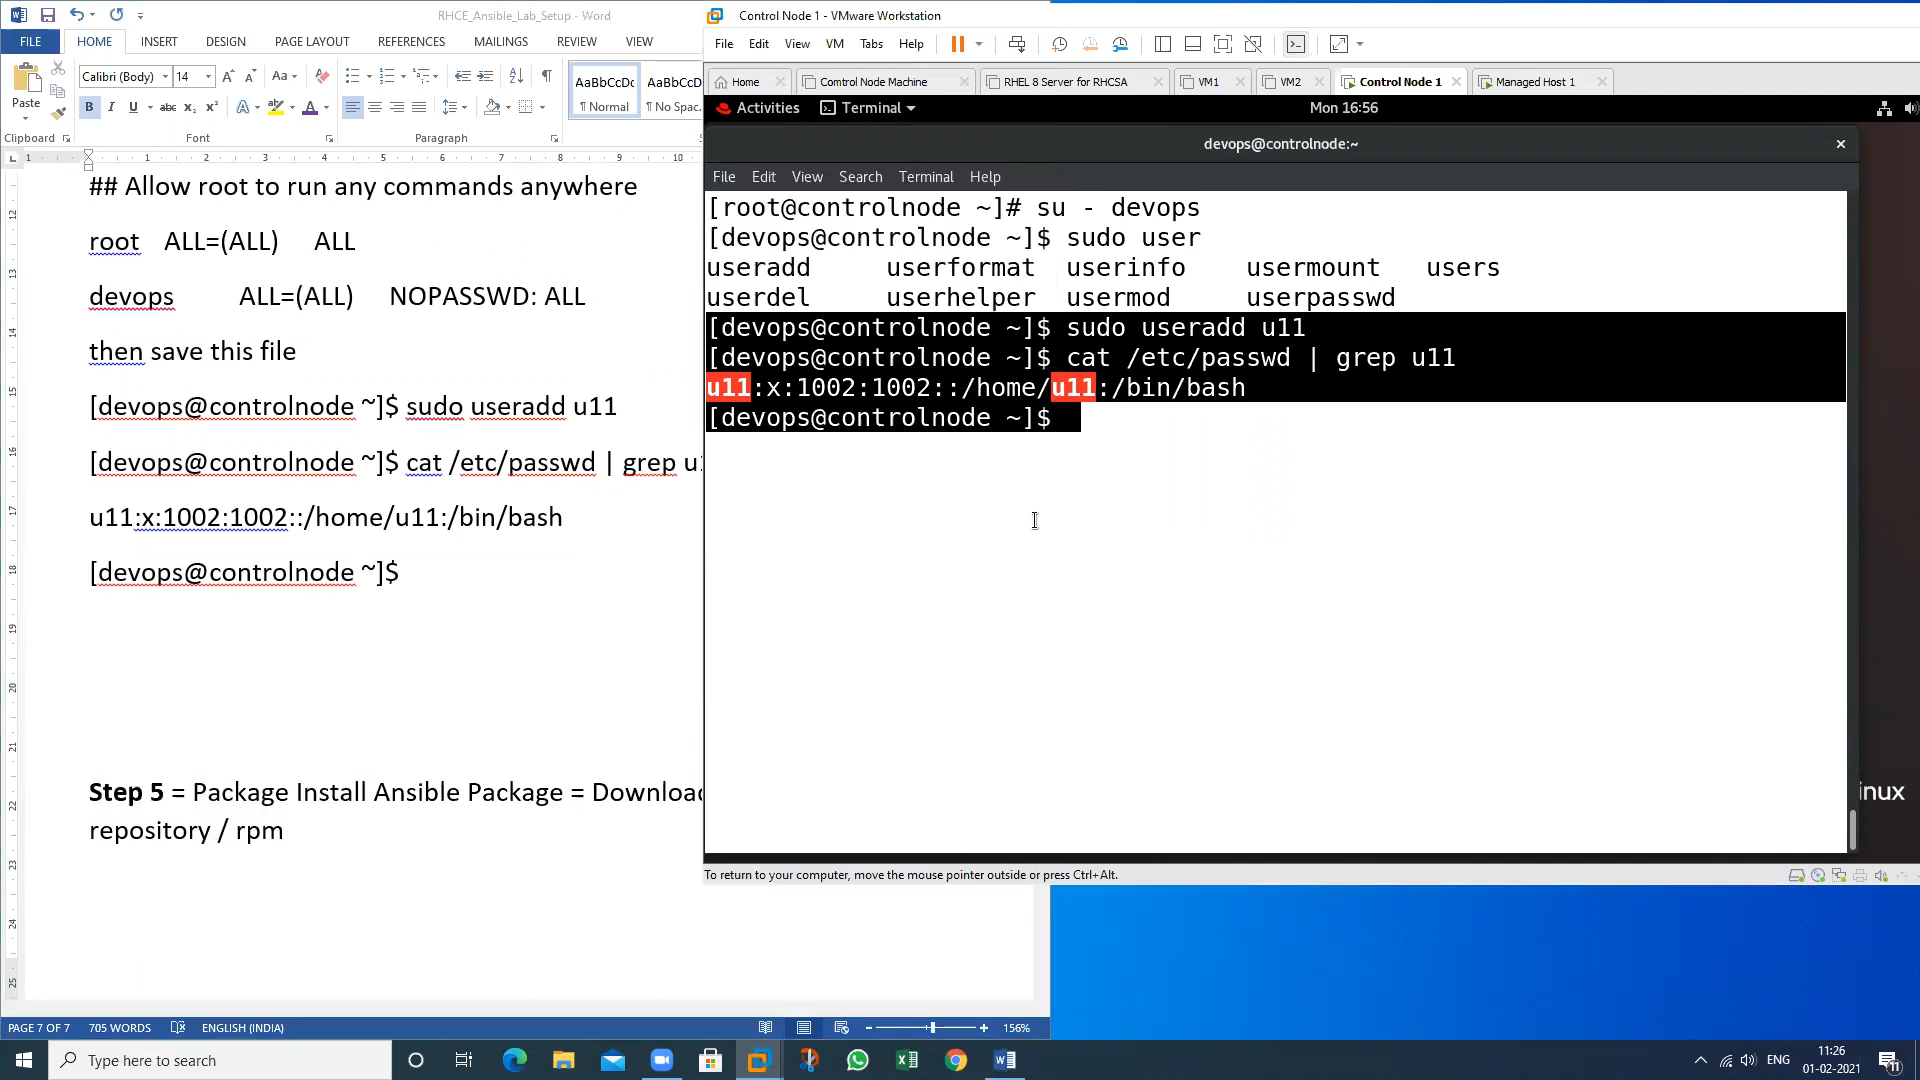 RHCE_Ansible_Lab_Setup - Word
FILE HOME INSERT DESIGN PAGE LAYOUT REFERENCES MAILINGS REVIEW VIEW
Paste
Calibri (Body) 14
AaBbCcDc AaBbCcD
¶ Normal ¶ No Spac.
Clipboard Font Paragraph
## Allow root to run any commands anywhere
root ALL=(ALL) ALL
devops ALL=(ALL) NOPASSWD: ALL
then save this file
[devops@controlnode ~]$ sudo useradd u11
[devops@controlnode ~]$ cat /etc/passwd | grep u1
u11:x:1002:1002::/home/u11:/bin/bash
[devops@controlnode ~]$
Step 5 = Package Install Ansible Package = Download
repository / rpm
PAGE 7 OF 7 705 WORDS ENGLISH (INDIA) 156%
Control Node 1 - VMware Workstation
File Edit View VM Tabs Help
Home Comtrol Node Machine RHEL 8 Server for RHCSA VM1 VM2 Control Node 1 Managed Host 1
Activities Terminal Mon 16:56
devops@controlnode:~
File Edit View Search Terminal Help
[root@controlnode ~]# su - devops
[devops@controlnode ~]$ sudo user
useradd userformat userinfo usermount users
userdel userhelper usermod userpasswd
[devops@controlnode ~]$ sudo useradd u11
[devops@controlnode ~]$ cat /etc/passwd | grep u11
u11:x:1002:1002::/home/u11:/bin/bash
[devops@controlnode ~]$
inux
To return to your computer, move the mouse pointer outside or press Ctrl+Alt.
Type here to search
ENG
11:26
01-02-2021
11